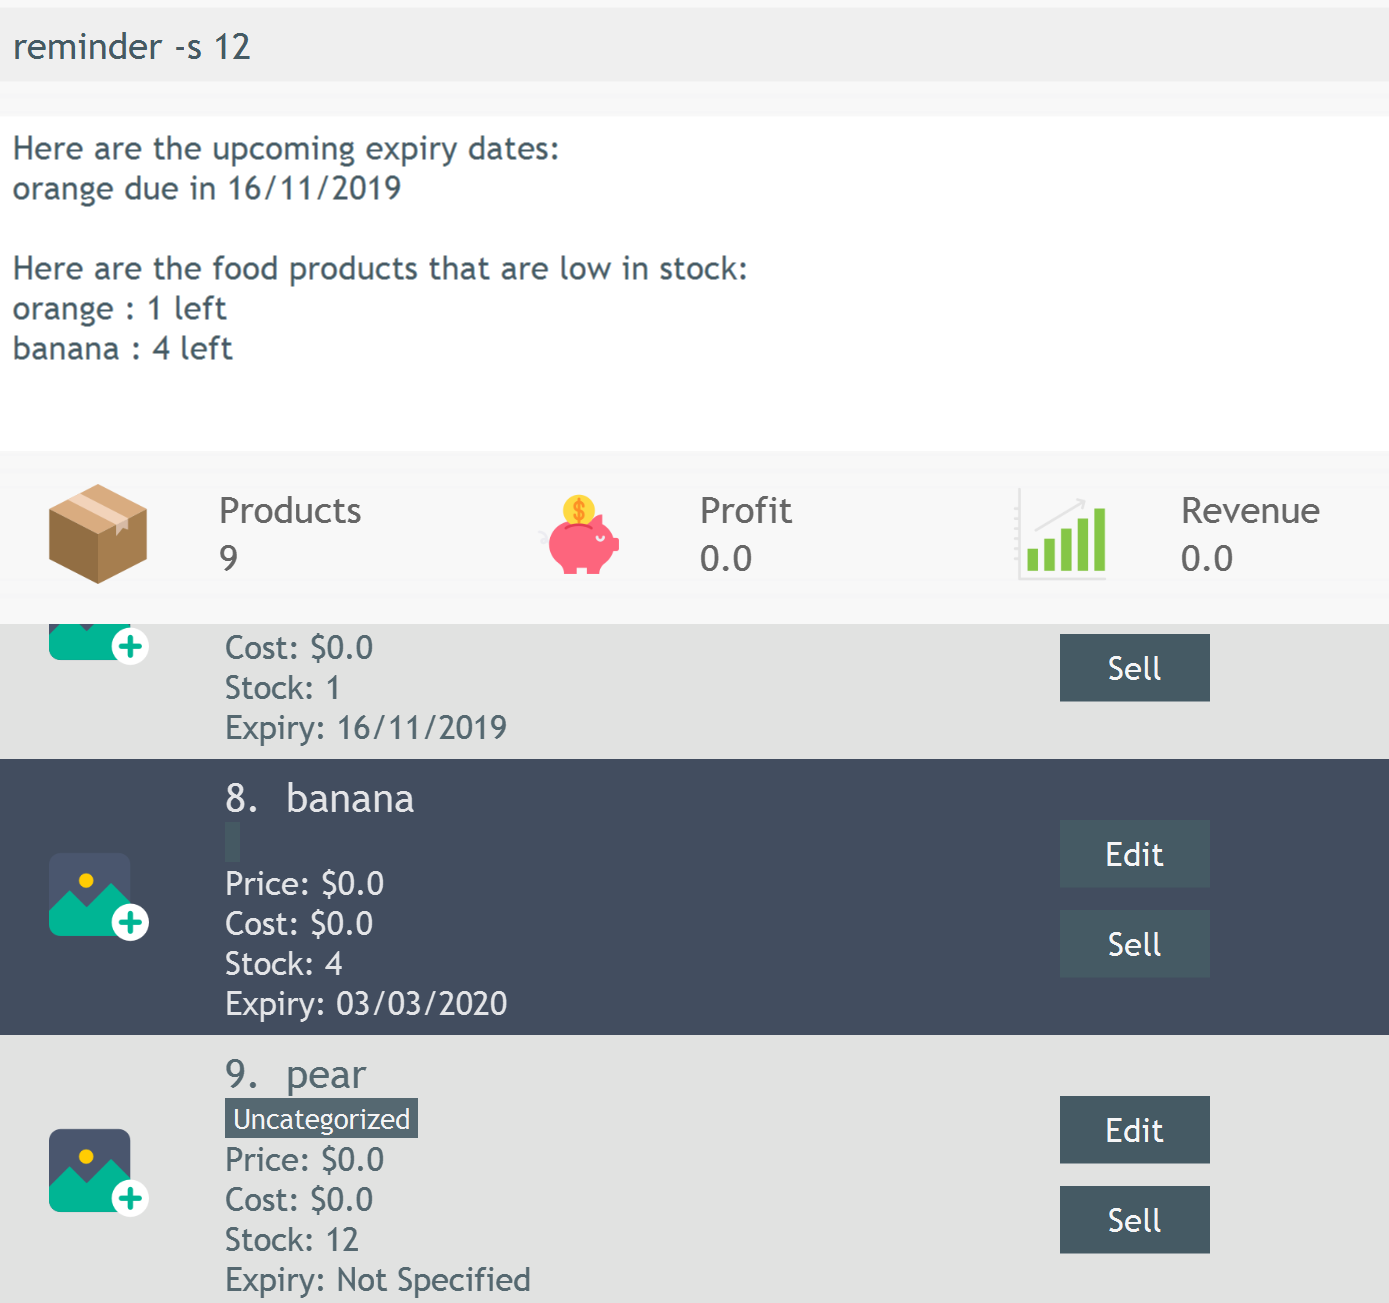 reminder -s 12
Here are the upcoming expiry dates:
orange due in 16/11/2019
Here are the food products that are low in stock:
orange : 1 left
banana : 4 left
Products
9
Profit
0.0
Revenue
0.0
Cost: $0.0
Stock: 1
Expiry: 16/11/2019
Sell
8. banana
Price: $0.0
Cost: $0.0
Stock: 4
Expiry: 03/03/2020
Edit
Sell
9. pear
Uncategorized
Price: $0.0
Cost: $0.0
Stock: 12
Expiry: Not Specified
Edit
Sell